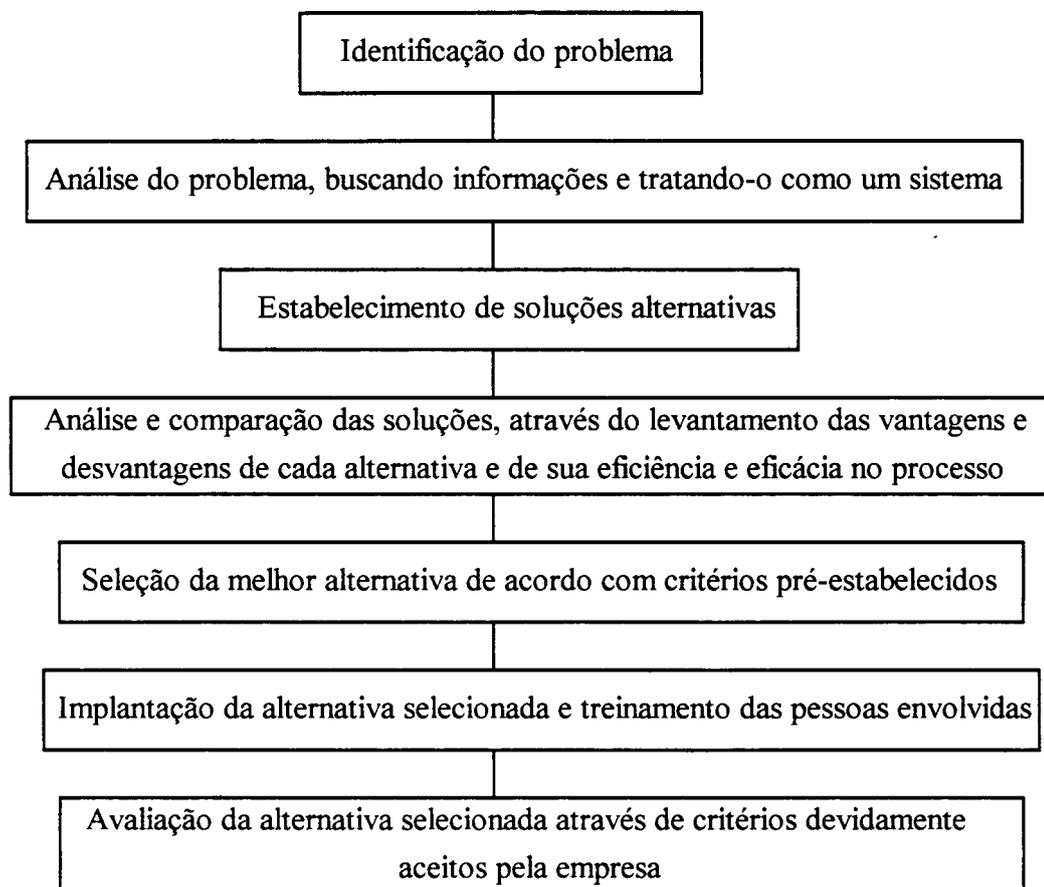 Identificação do problema
Análise do problema, buscando informações e tratando-o como um sistema
Estabelecimento de soluções alternativas
Análise e comparação das soluções, através do levantamento das vantagens e
desvantagens de cada alternativa e de sua eficiência e eficácia no processo
Seleção da melhor alternativa de acordo com critérios pré-estabelecidos
Implantação da alternativa selecionada e treinamento das pessoas envolvidas
Avaliação da alternativa selecionada através de critérios devidamente
aceitos pela empresa